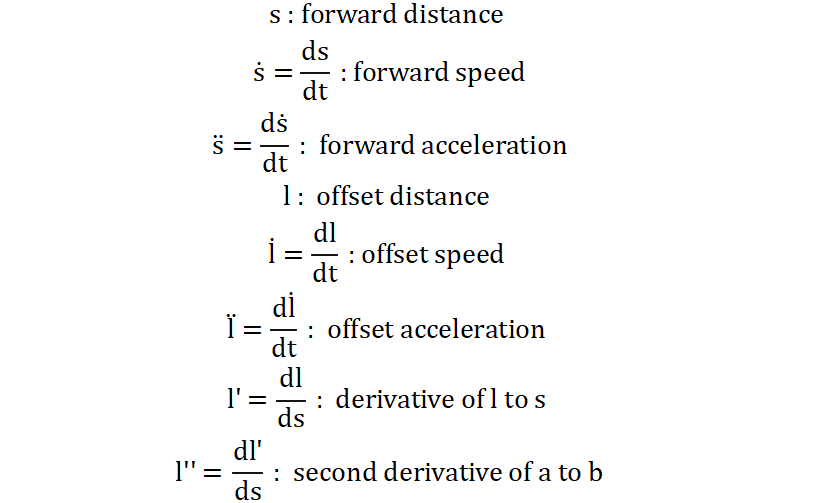 s : forward distance
ṡ = ds/dt : forward speed
s̈ = dṡ/dt : forward acceleration
l : offset distance
l̇ = dl/dt : offset speed
l̈ = dl̇/dt : offset acceleration
l' = dl/ds : derivative of l to s
l'' = dl'/ds : second derivative of a to b